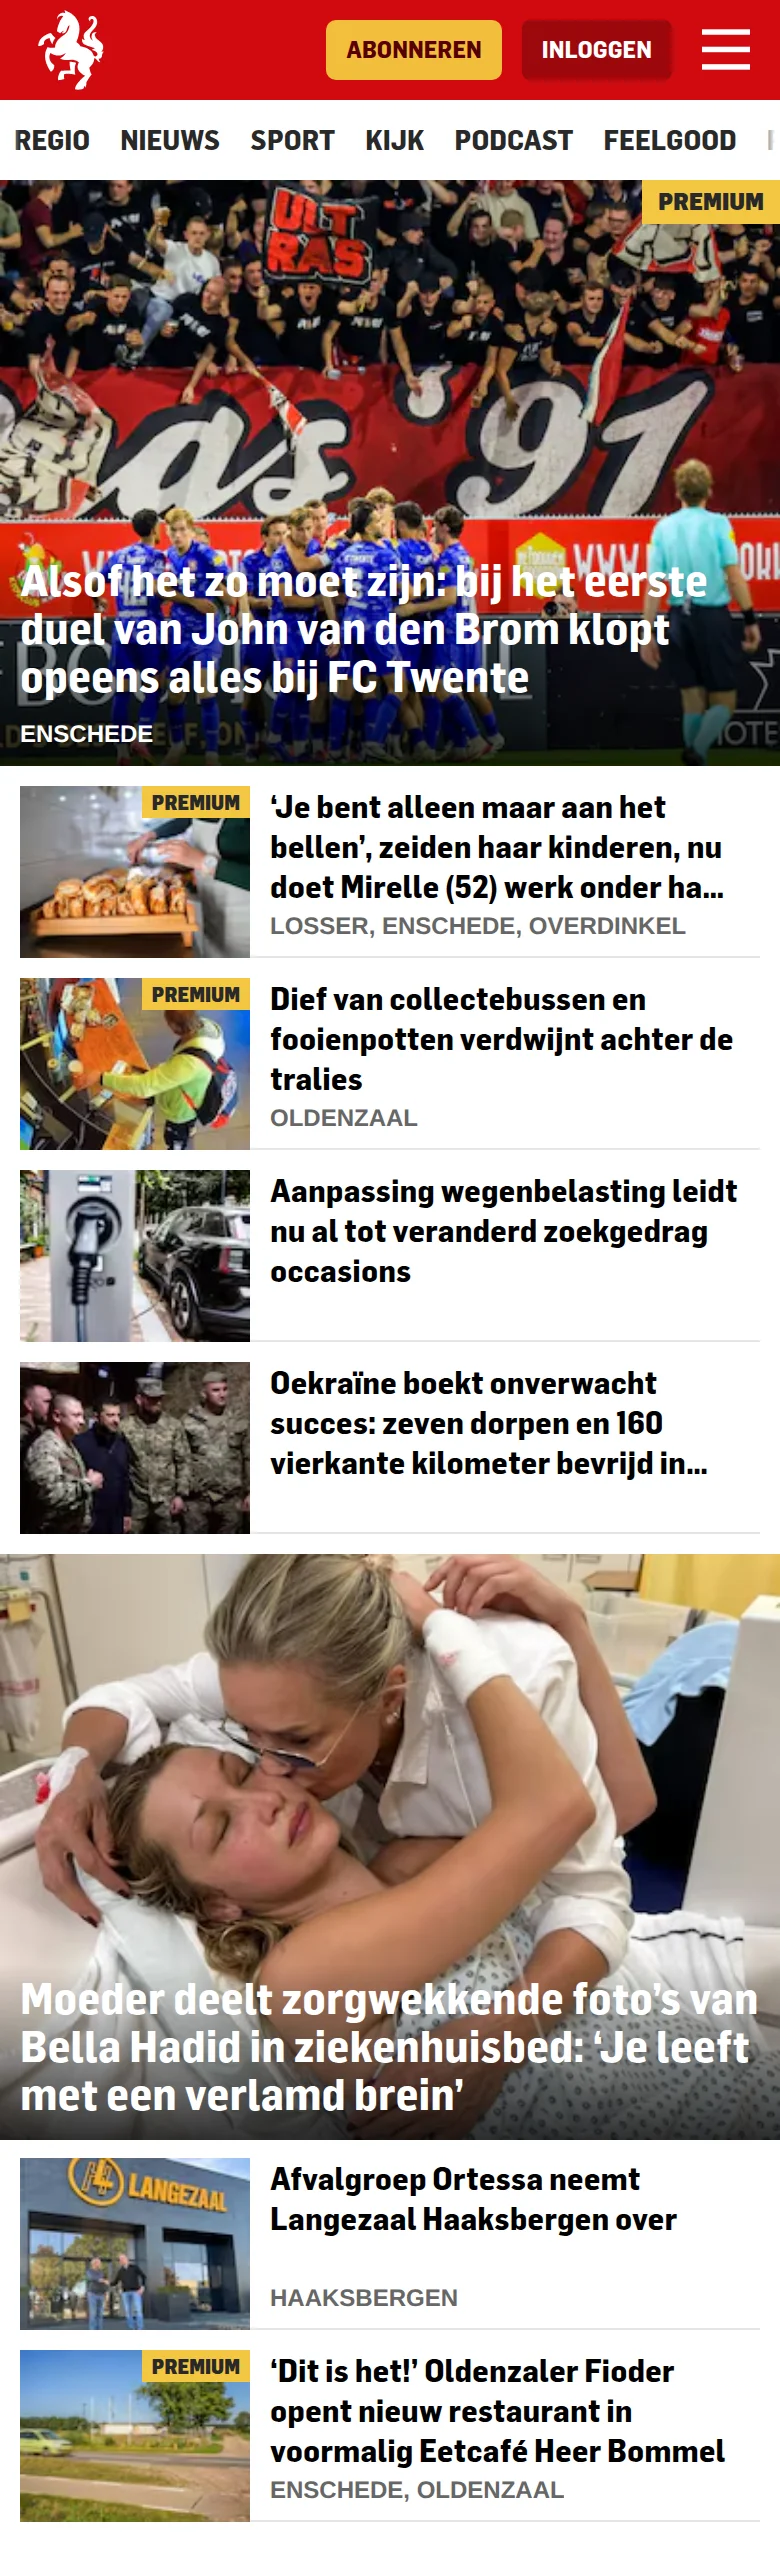 ABONNEREN
INLOGGEN
REGIO NIEUWS SPORT KIJK PODCAST FEELGOOD
PREMIUM
ULT
RAS
as '91
WWW.
Alsof het zo moet zijn: bij het eerste
duel van John van den Brom klopt
opeens alles bij FC Twente
ENSCHEDE
PREMIUM
‘Je bent alleen maar aan het
bellen’, zeiden haar kinderen, nu
doet Mirelle (52) werk onder ha...
LOSSER, ENSCHEDE, OVERDINKEL
PREMIUM
Dief van collectebussen en
fooienpotten verdwijnt achter de
tralies
OLDENZAAL
Aanpassing wegenbelasting leidt
nu al tot veranderd zoekgedrag
occasions
Oekraïne boekt onverwacht
succes: zeven dorpen en 160
vierkante kilometer bevrijd in...
Moeder deelt zorgwekkende foto’s van
Bella Hadid in ziekenhuisbed: ‘Je leeft
met een verlamd brein’
LANGEZAAL
Afvalgroep Ortessa neemt
Langezaal Haaksbergen over
HAAKSBERGEN
PREMIUM
‘Dit is het!’ Oldenzaler Fioder
opent nieuw restaurant in
voormalig Eetcafé Heer Bommel
ENSCHEDE, OLDENZAAL